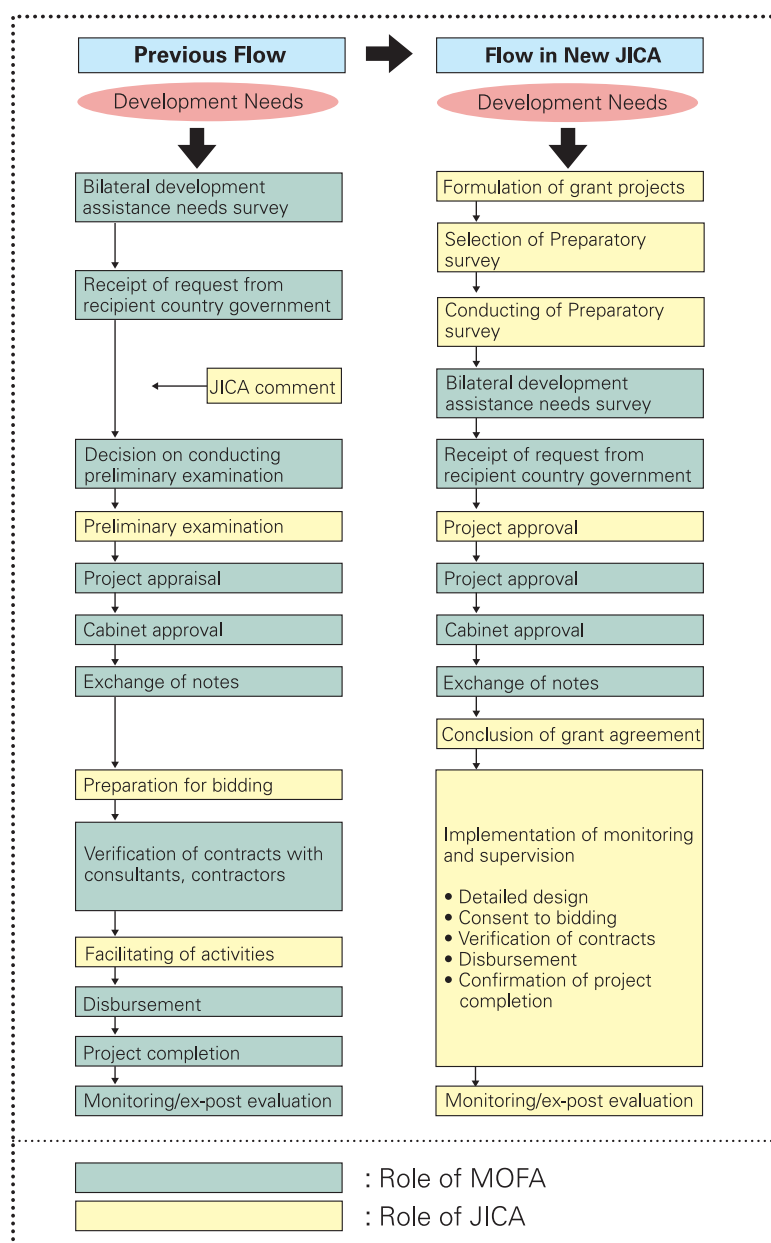 Previous Flow
Development Needs
Bilateral development
assistance needs survey
Receipt of request from
recipient country government
JICA comment
Decision on conducting
preliminary examination
Preliminary examination
Project appraisal
Cabinet approval
Exchange of notes
Preparation for bidding
Verification of contracts with
consultants, contractors
Facilitating of activities
Disbursement
Project completion
Monitoring/ex-post evaluation
Flow in New JICA
Development Needs
Formulation of grant projects
Selection of Preparatory
survey
Conducting of Preparatory
survey
Bilateral development
assistance needs survey
Receipt of request from
recipient country government
Project approval
Project approval
Cabinet approval
Exchange of notes
Conclusion of grant agreement
Implementation of monitoring
and supervision
• Detailed design
• Consent to bidding
• Verification of contracts
• Disbursement
• Confirmation of project
completion
Monitoring/ex-post evaluation
: Role of MOFA
: Role of JICA